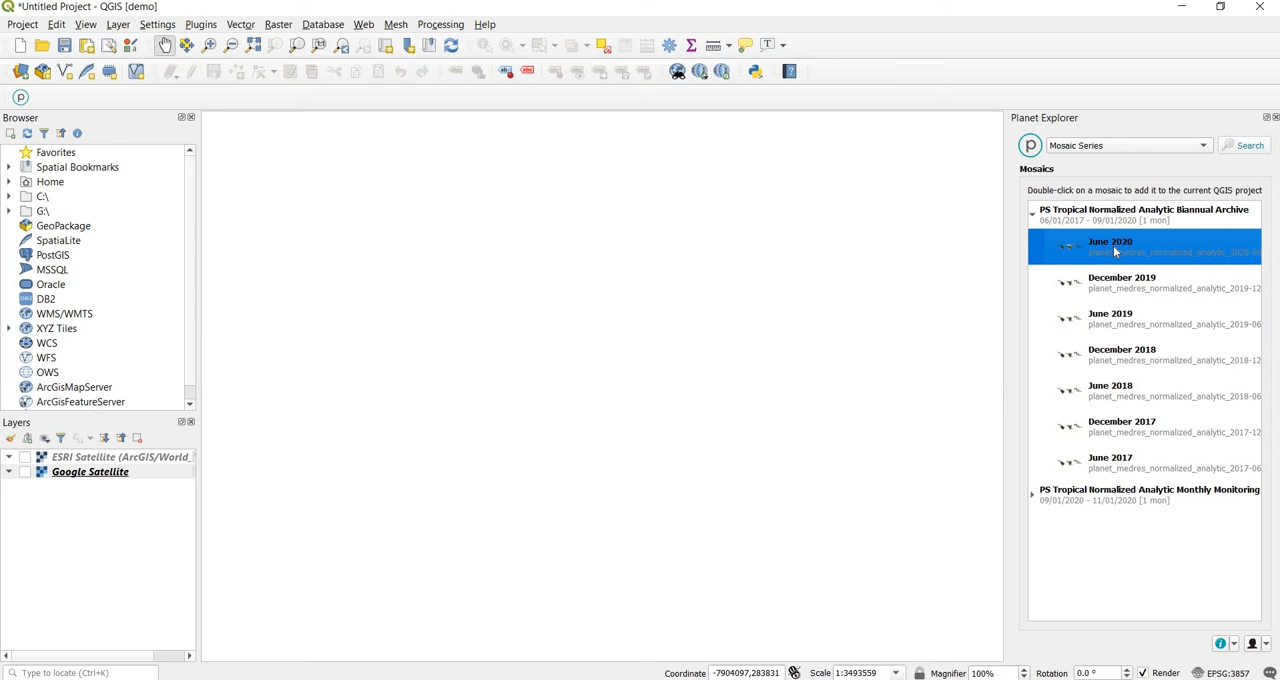 *Untitled Project - QGIS [demo]
Project Edit View Layer Settings Plugins Vector Raster Database Web Mesh Processing Help
Browser
Favorites
Spatial Bookmarks
Home
C:\
G:\
GeoPackage
SpatiaLite
PostGIS
MSSQL
Oracle
DB2
WMS/WMTS
XYZ Tiles
WCS
WFS
OWS
ArcGisMapServer
ArcGisFeatureServer
Layers
ESRI Satellite (ArcGIS/World_
Google Satellite
Planet Explorer
p Mosaic Series Search
Mosaics
Double-click on a mosaic to add it to the current QGIS project
PS Tropical Normalized Analytic Biannual Archive
06/01/2017 - 09/01/2020 [1 mon]
June 2020
planet_medres_normalized_analytic_2020-06
December 2019
planet_medres_normalized_analytic_2019-12
June 2019
planet_medres_normalized_analytic_2019-06
December 2018
planet_medres_normalized_analytic_2018-12
June 2018
planet_medres_normalized_analytic_2018-06
December 2017
planet_medres_normalized_analytic_2017-12
June 2017
planet_medres_normalized_analytic_2017-06
PS Tropical Normalized Analytic Monthly Monitoring
09/01/2020 - 11/01/2020 [1 mon]
Type to locate (Ctrl+K) Coordinate -7904097,283831 Scale 1:3493559 Magnifier 100% Rotation 0.0 ° Render EPSG:3857